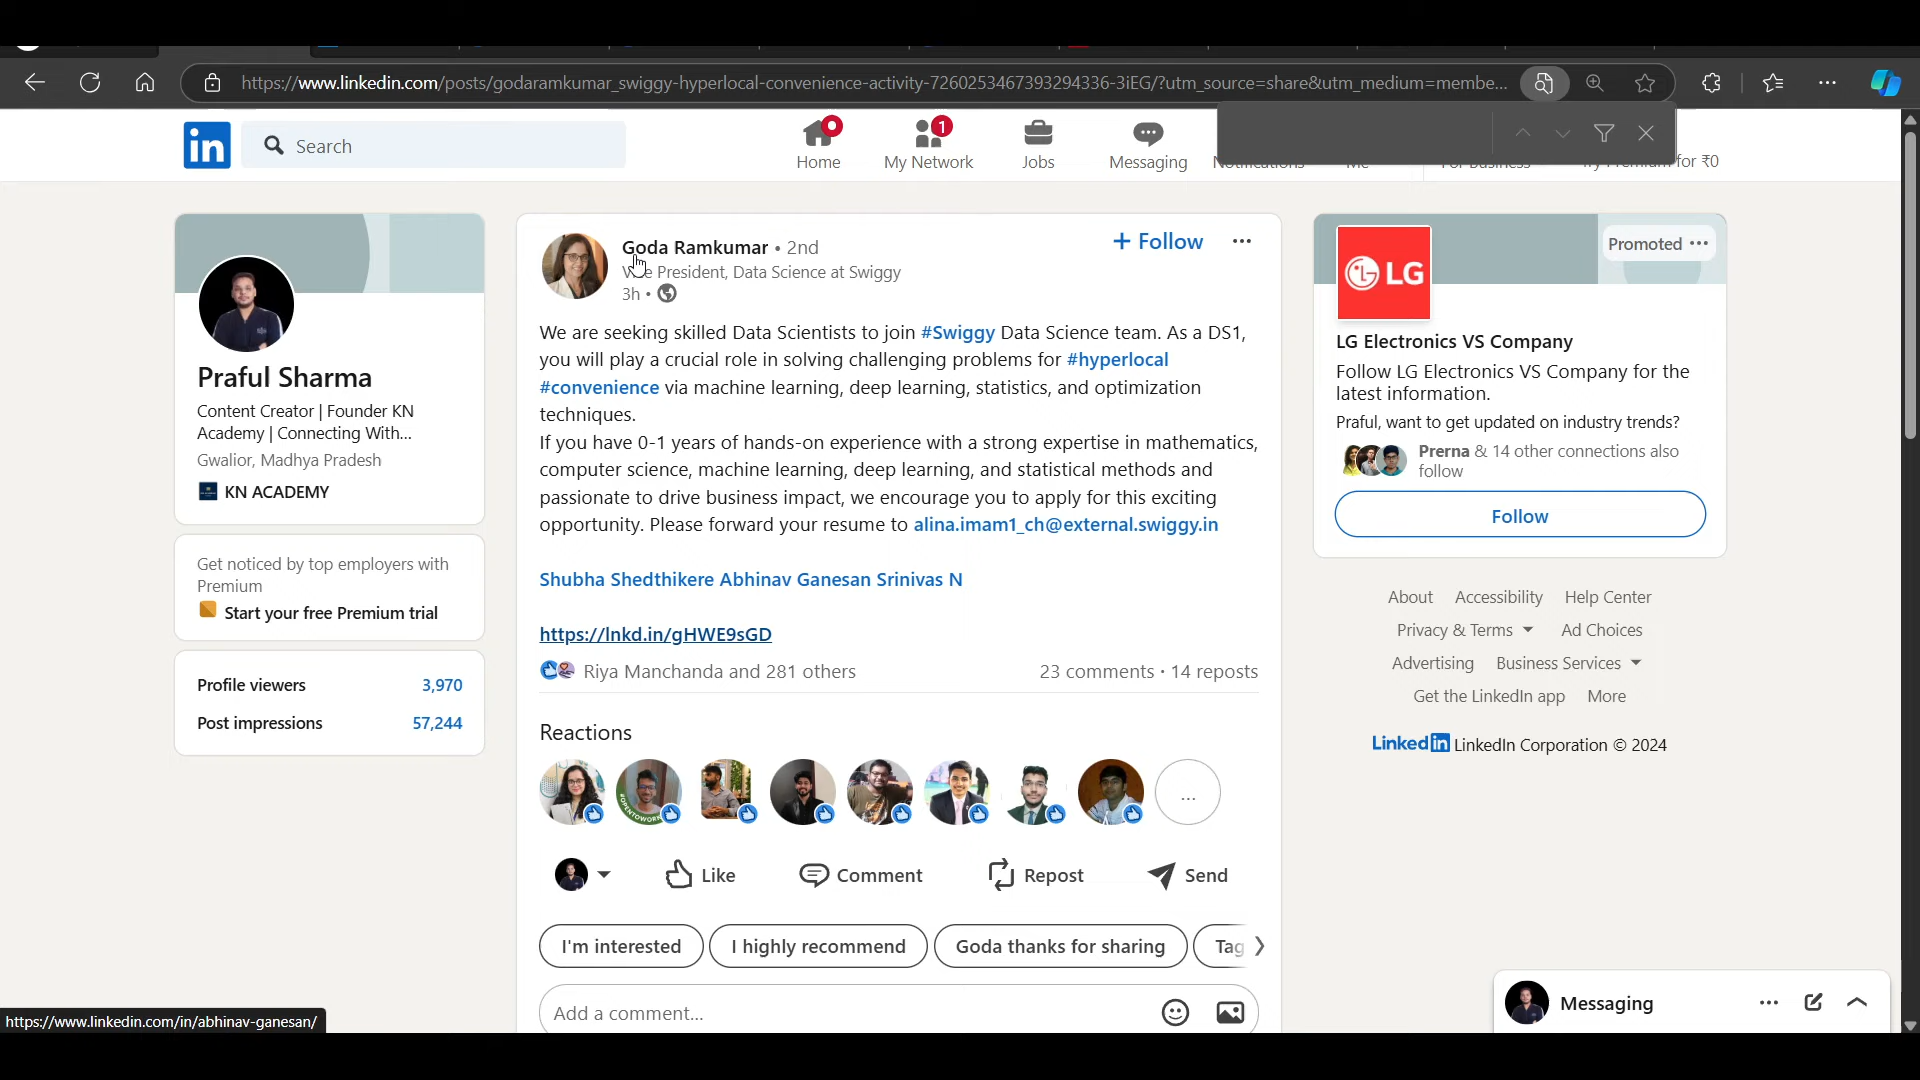 https://www.linkedin.com/posts/godaramkumar_swiggy-hyperlocal-convenience-activity-7260253467393294336-3iEG/?utm_source=share&utm_medium=membe...
in
Search
Home
1
My Network
Jobs
Messaging
Notifications
Me
For Business
Try Premium for ₹0
Praful Sharma
Content Creator | Founder KN
Academy | Connecting With...
Gwalior, Madhya Pradesh
KN ACADEMY
Get noticed by top employers with
Premium
Start your free Premium trial
Profile viewers 3,970
Post impressions 57,244
Goda Ramkumar • 2nd
Vice President, Data Science at Swiggy
3h •
+ Follow
We are seeking skilled Data Scientists to join #Swiggy Data Science team. As a DS1,
you will play a crucial role in solving challenging problems for #hyperlocal
#convenience via machine learning, deep learning, statistics, and optimization
techniques.
If you have 0-1 years of hands-on experience with a strong expertise in mathematics,
computer science, machine learning, deep learning, and statistical methods and
passionate to drive business impact, we encourage you to apply for this exciting
opportunity. Please forward your resume to alina.imam1_ch@external.swiggy.in
Shubha Shedthikere Abhinav Ganesan Srinivas N
https://lnkd.in/gHWE9sGD
Riya Manchanda and 281 others
23 comments • 14 reposts
Reactions
#OPENTOWORK
...
Like
Comment
Repost
Send
I'm interested
I highly recommend
Goda thanks for sharing
Tag
Add a comment...
Promoted
LG
LG Electronics VS Company
Follow LG Electronics VS Company for the
latest information.
Praful, want to get updated on industry trends?
Prerna & 14 other connections also
follow
Follow
About Accessibility Help Center
Privacy & Terms Ad Choices
Advertising Business Services
Get the LinkedIn app More
LinkedIn LinkedIn Corporation © 2024
Messaging
https://www.linkedin.com/in/abhinav-ganesan/